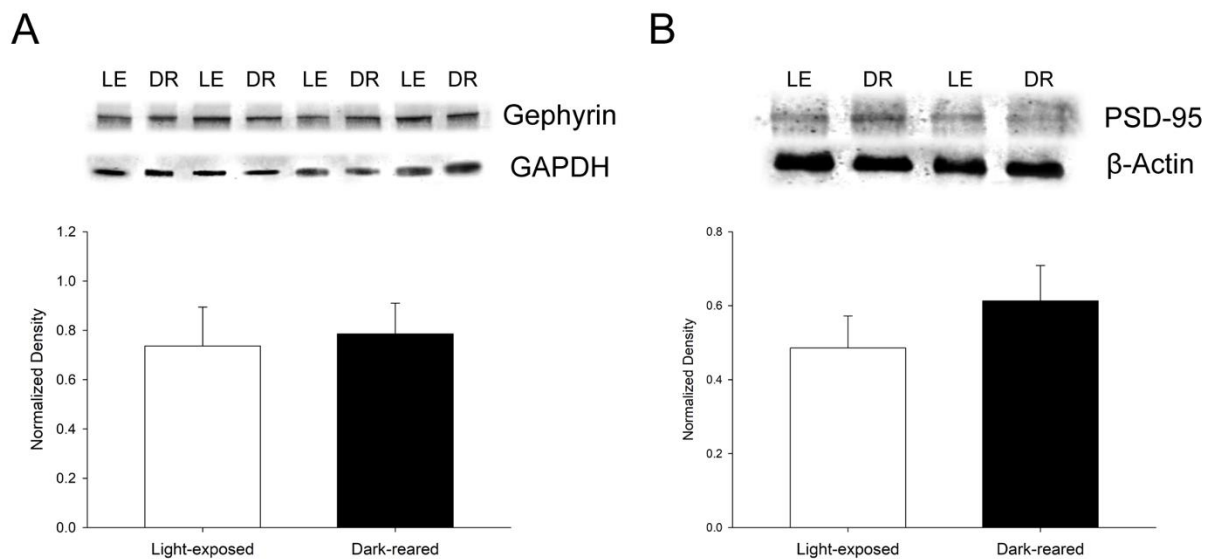 A
LE DR LE DR LE DR LE DR
Gephyrin
GAPDH
1.2
1.0
0.8
0.6
0.4
0.2
0.0
Normalized Density
Light-exposed Dark-reared
B
LE DR LE DR
PSD-95
β-Actin
0.8
0.6
0.4
0.2
0.0
Normalized Density
Light-exposed Dark-reared